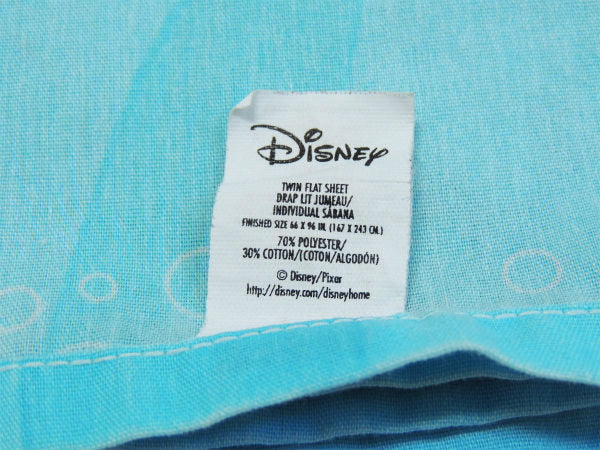 DISNEY
TWIN FLAT SHEET
DRAP LIT JUMEAU/
INDIVIDUAL SÁBANA
FINISHED SIZE 66 X 96 IN. (167 X 243 CM.)
70% POLYESTER/
30% COTTON/(COTON/ALGODÓN)
© Disney/Pixar
http://disney.com/disneyhome